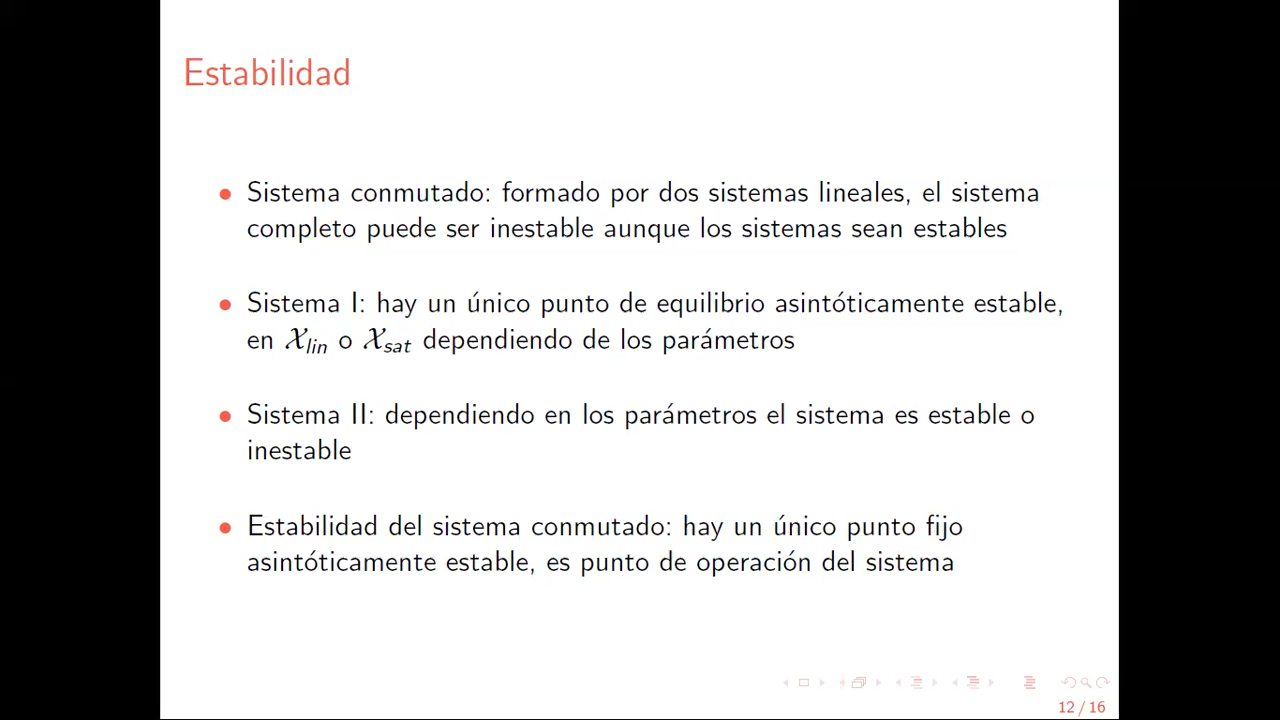 Estabilidad
• Sistema conmutado: formado por dos sistemas lineales, el sistema
completo puede ser inestable aunque los sistemas sean estables
• Sistema I: hay un único punto de equilibrio asintóticamente estable,
en 𝒳lin o 𝒳sat dependiendo de los parámetros
• Sistema II: dependiendo en los parámetros el sistema es estable o
inestable
• Estabilidad del sistema conmutado: hay un único punto fijo
asintóticamente estable, es punto de operación del sistema
12 / 16